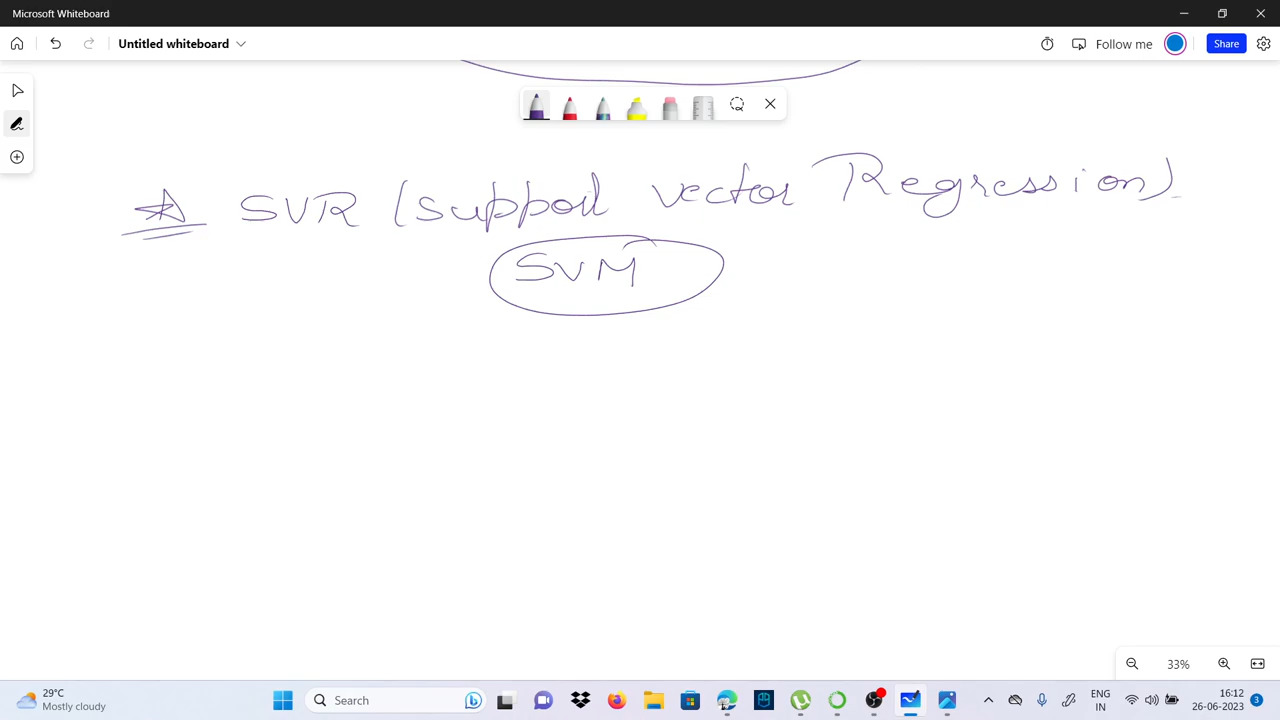 Microsoft Whiteboard
Untitled whiteboard
Follow me
Share
SVR (Support vector Regression)
SVM
33%
29°C
Mostly cloudy
Search
ENG
IN
16:12
26-06-2023
3